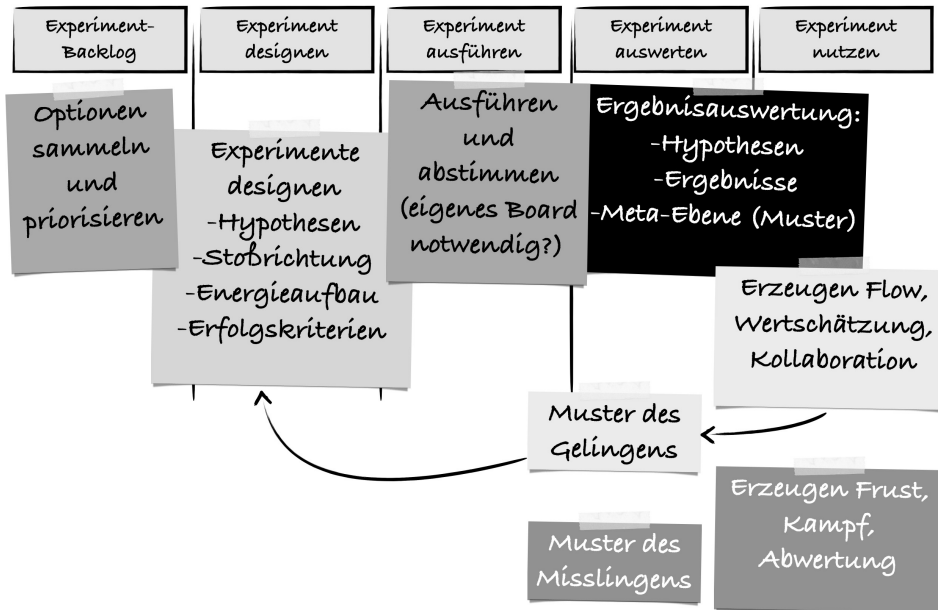 Experiment-
Backlog
Experiment
designen
Experiment
ausführen
Experiment
auswerten
Experiment
nutzen
Optionen
sammeln
und
priorisieren
Experimente
designen
-Hypothesen
-Stoßrichtung
-Energieaufbau
-Erfolgskriterien
Ausführen
und
abstimmen
(eigenes Board
notwendig?)
Ergebnisauswertung:
-Hypothesen
-Ergebnisse
-Meta-Ebene (Muster)
Erzeugen Flow,
Wertschätzung,
Kollaboration
Muster des
Gelingens
Erzeugen Frust,
Kampf,
Abwertung
Muster des
Misslingens